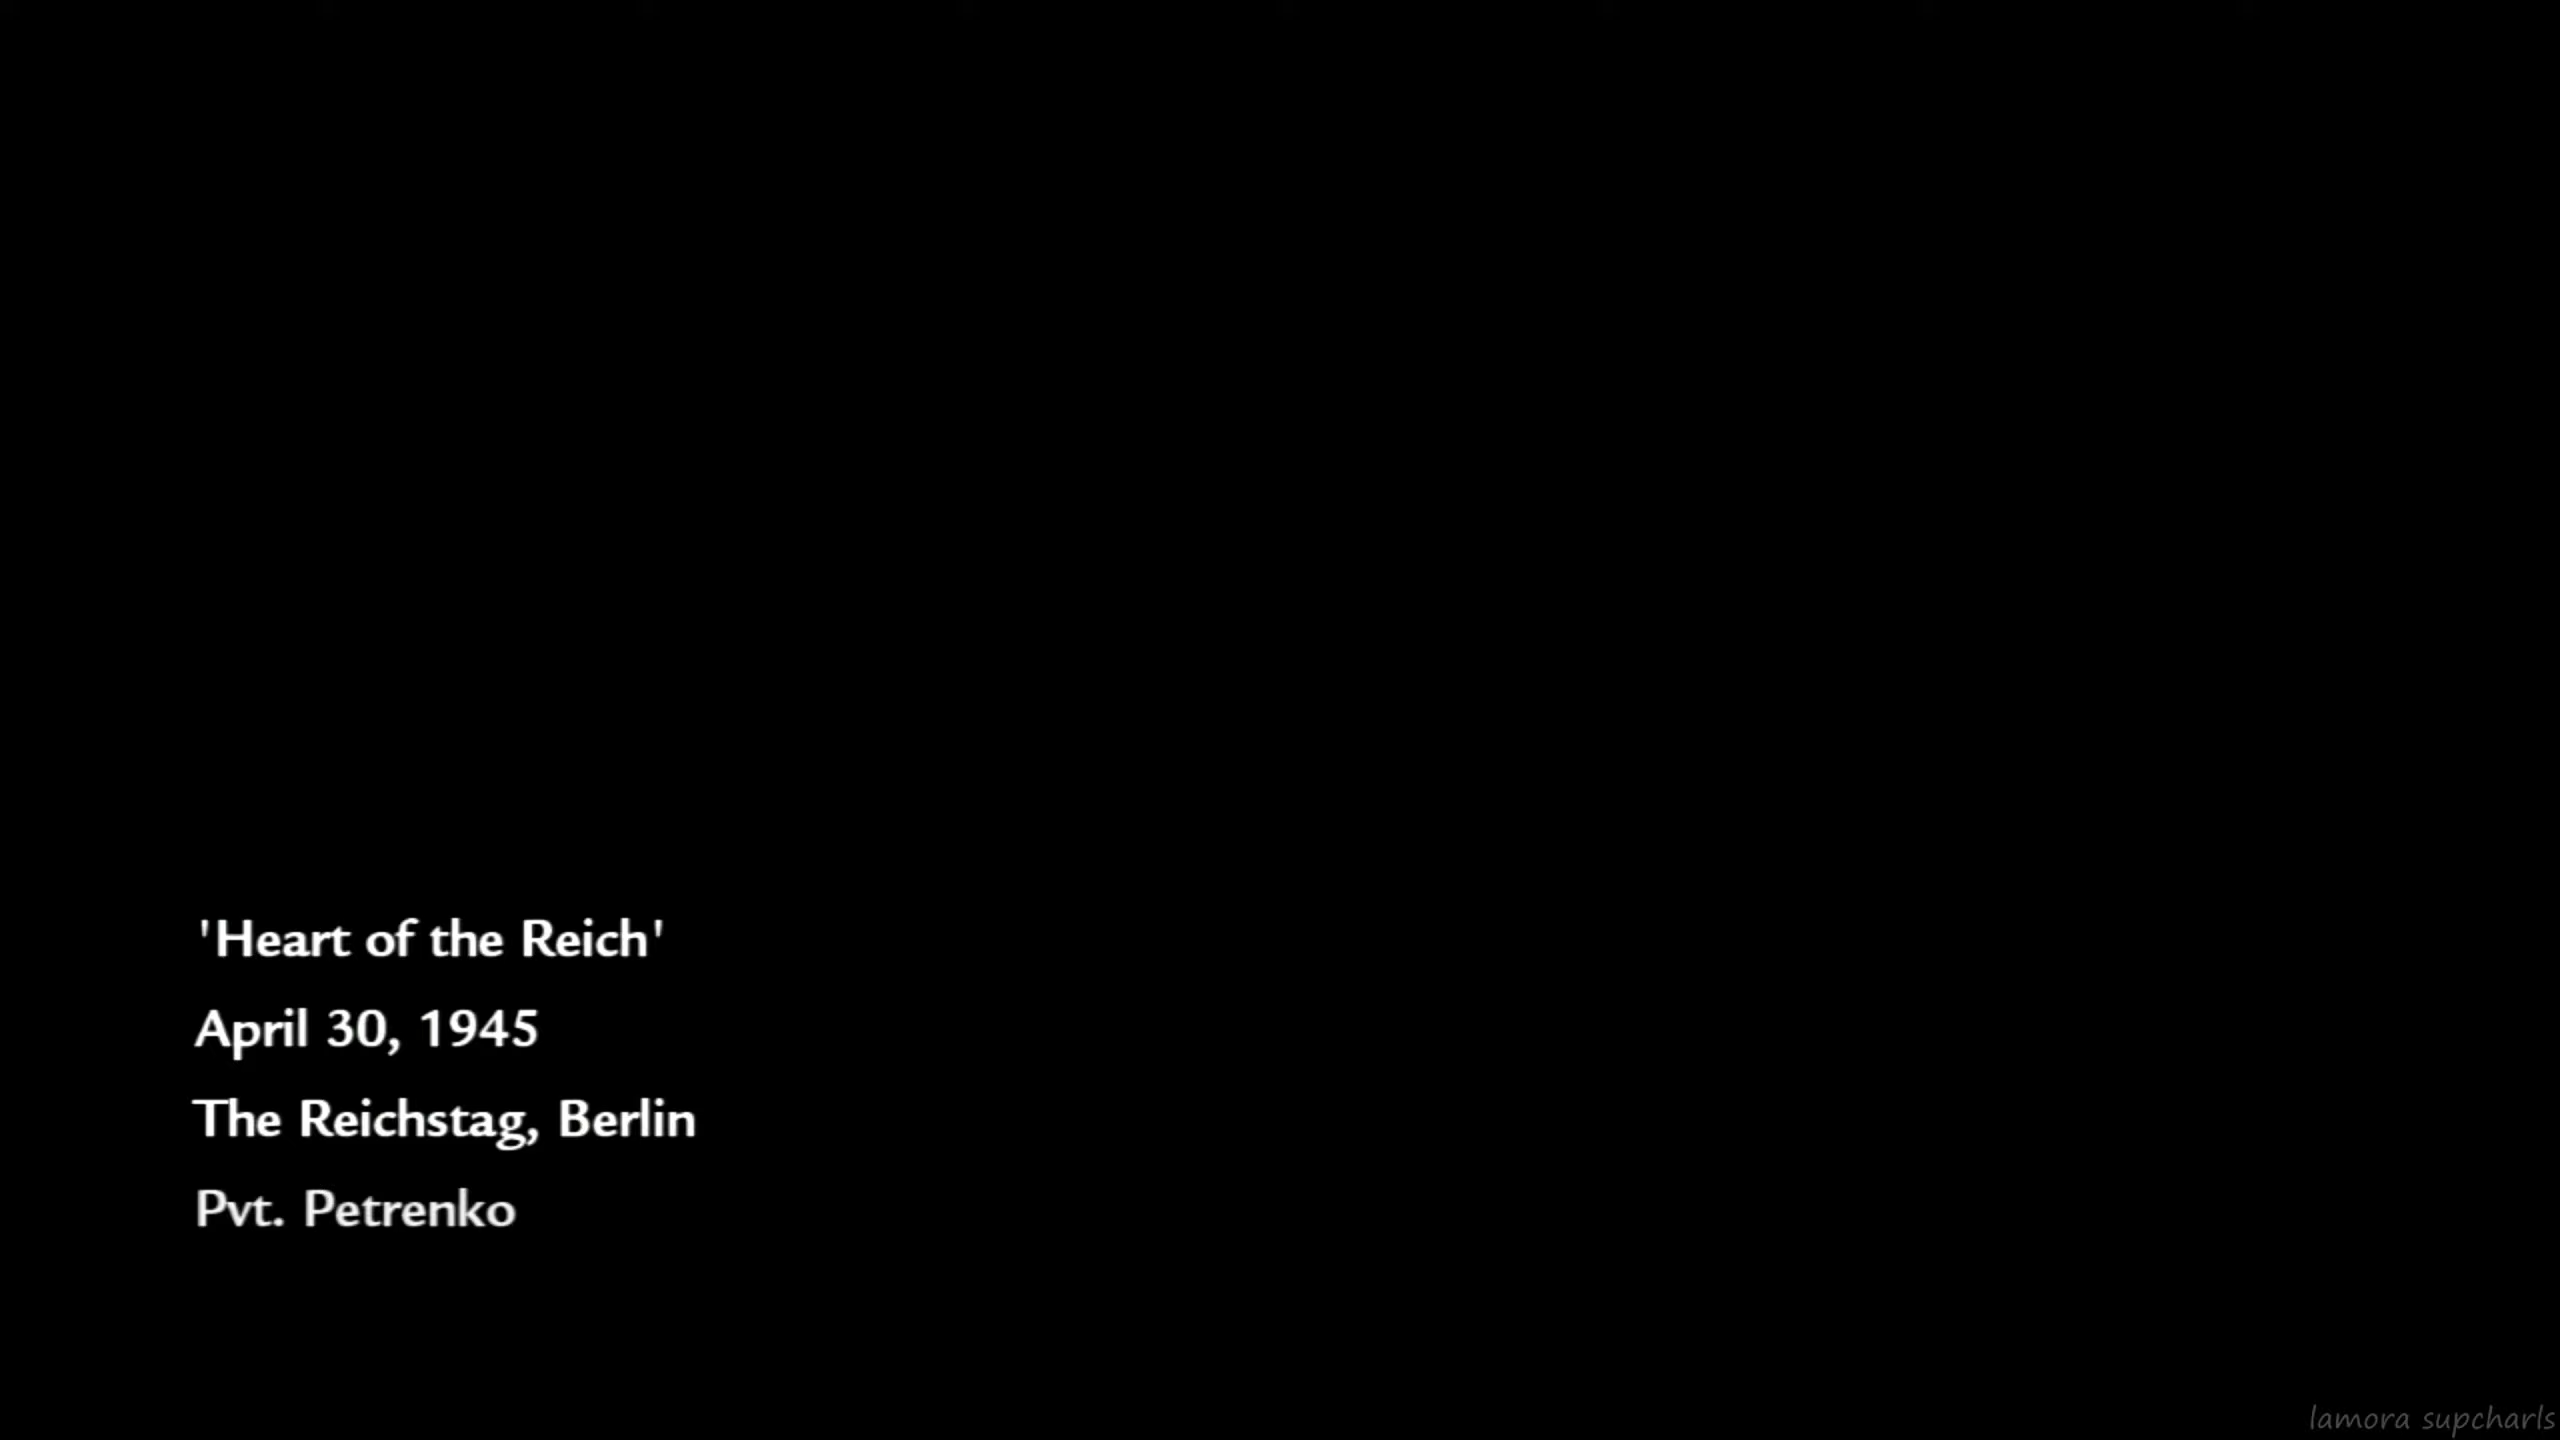 'Heart of the Reich'
April 30, 1945
The Reichstag, Berlin
Pvt. Petrenko
lamora supcharls